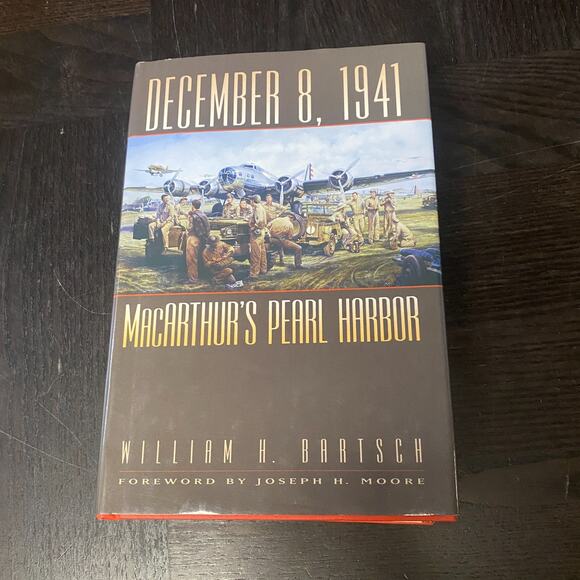 DECEMBER 8, 1941
MACARTHUR'S PEARL HARBOR
WILLIAM H. BARTSCH
FOREWORD BY JOSEPH H. MOORE